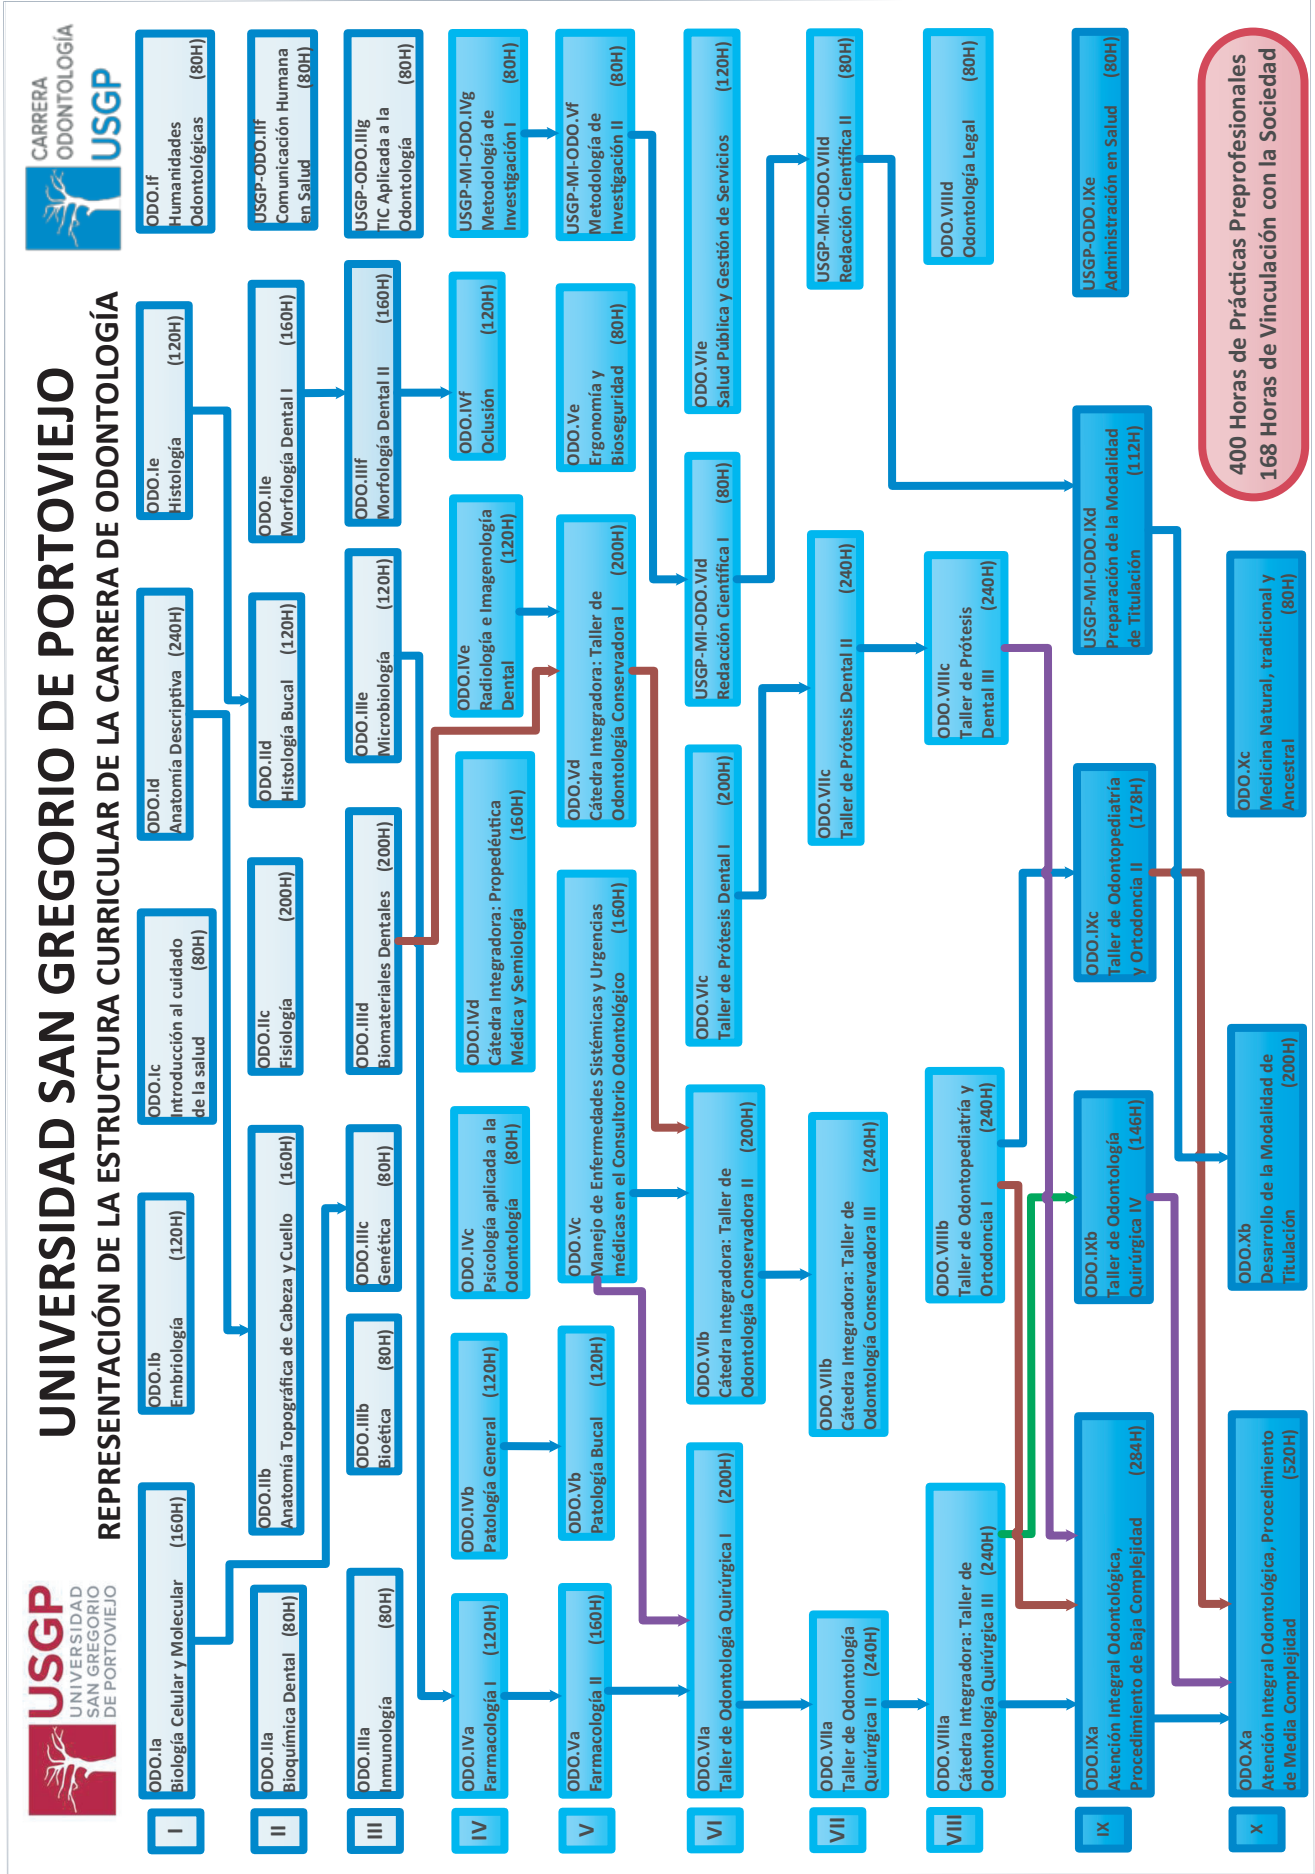 USGP
UNIVERSIDAD
SAN GREGORIO
DE PORTOVIEJO
UNIVERSIDAD SAN GREGORIO DE PORTOVIEJO
REPRESENTACIÓN DE LA ESTRUCTURA CURRICULAR DE LA CARRERA DE ODONTOLOGÍA
CARRERA
ODONTOLOGÍA
USGP
I
ODO.Ia
Biología Celular y Molecular (160H)
ODO.Ib
Embriología (120H)
ODO.Ic
Introducción al cuidado
de la salud (80H)
ODO.Id
Anatomía Descriptiva (240H)
ODO.Ie
Histología (120H)
ODO.If
Humanidades
Odontológicas (80H)
II
ODO.IIa
Bioquímica Dental (80H)
ODO.IIb
Anatomía Topográfica de Cabeza y Cuello (160H)
ODO.IIc
Fisiología (200H)
ODO.IId
Histología Bucal (120H)
ODO.IIe
Morfología Dental I (160H)
USGP-ODO.IIf
Comunicación Humana
en Salud (80H)
III
ODO.IIIa
Inmunología (80H)
ODO.IIIb
Bioética (80H)
ODO.IIIc
Genética (80H)
ODO.IIId
Biomateriales Dentales (200H)
ODO.IIIe
Microbiología (120H)
ODO.IIIf
Morfología Dental II (160H)
USGP-ODO.IIIg
TIC Aplicada a la
Odontología (80H)
IV
ODO.IVa
Farmacología I (120H)
ODO.IVb
Patología General (120H)
ODO.IVc
Psicología aplicada a la
Odontología (80H)
ODO.IVd
Cátedra Integradora: Propedéutica
Médica y Semiología (160H)
ODO.IVe
Radiología e Imagenología
Dental (120H)
ODO.IVf
Oclusión (120H)
USGP-MI-ODO.IVg
Metodología de
Investigación I (80H)
V
ODO.Va
Farmacología II (160H)
ODO.Vb
Patología Bucal (120H)
ODO.Vc
Manejo de Enfermedades Sistémicas y Urgencias
médicas en el Consultorio Odontológico (160H)
ODO.Vd
Cátedra Integradora: Taller de
Odontología Conservadora I (200H)
ODO.Ve
Ergonomía y
Bioseguridad (80H)
USGP-MI-ODO.Vf
Metodología de
Investigación II (80H)
VI
ODO.VIa
Taller de Odontología Quirúrgica I (200H)
ODO.VIb
Cátedra Integradora: Taller de
Odontología Conservadora II (200H)
ODO.VIc
Taller de Prótesis Dental I (200H)
USGP-MI-ODO.VId
Redacción Científica I (80H)
ODO.VIe
Salud Pública y Gestión de Servicios (120H)
VII
ODO.VIIa
Taller de Odontología
Quirúrgica II (240H)
ODO.VIIb
Cátedra Integradora: Taller de
Odontología Conservadora III (240H)
ODO.VIIc
Taller de Prótesis Dental II (240H)
USGP-MI-ODO.VIId
Redacción Científica II (80H)
VIII
ODO.VIIIa
Cátedra Integradora: Taller de
Odontología Quirúrgica III (240H)
ODO.VIIIb
Taller de Odontopediatría y
Ortodoncia I (240H)
ODO.VIIIc
Taller de Prótesis
Dental III (240H)
ODO.VIIId
Odontología Legal (80H)
IX
ODO.IXa
Atención Integral Odontológica,
Procedimiento de Baja Complejidad (284H)
ODO.IXb
Taller de Odontología
Quirúrgica IV (146H)
ODO.IXc
Taller de Odontopediatría
y Ortodoncia II (178H)
USGP-MI-ODO.IXd
Preparación de la Modalidad
de Titulación (112H)
USGP-ODO.IXe
Administración en Salud (80H)
X
ODO.Xa
Atención Integral Odontológica, Procedimiento
de Media Complejidad (520H)
ODO.Xb
Desarrollo de la Modalidad de
Titulación (200H)
ODO.Xc
Medicina Natural, tradicional y
Ancestral (80H)
400 Horas de Prácticas Preprofesionales
168 Horas de Vinculación con la Sociedad